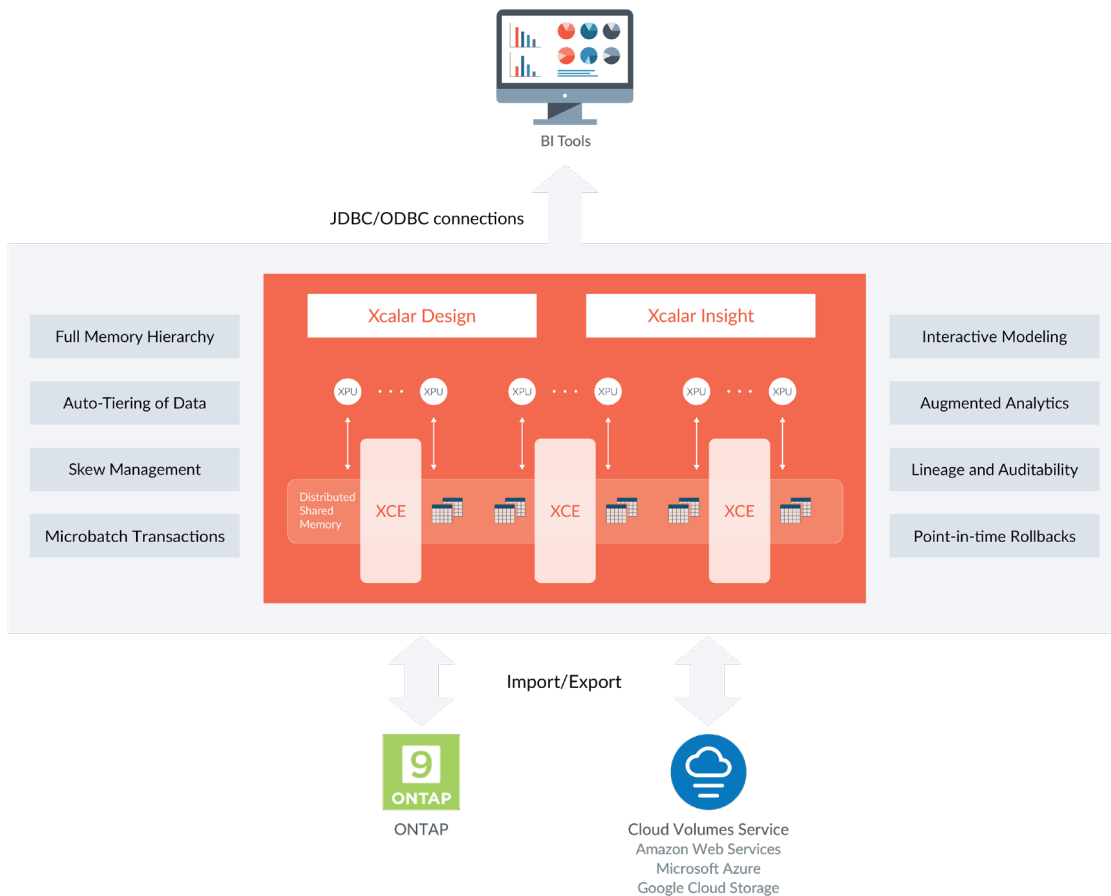 BI Tools
JDBC/ODBC connections
Full Memory Hierarchy
Auto-Tiering of Data
Skew Management
Microbatch Transactions
Xcalar Design
Xcalar Insight
XPU
XPU
XPU
XPU
XPU
XPU
Distributed
Shared
Memory
XCE
XCE
XCE
Interactive Modeling
Augmented Analytics
Lineage and Auditability
Point-in-time Rollbacks
Import/Export
9
ONTAP
ONTAP
Cloud Volumes Service
Amazon Web Services
Microsoft Azure
Google Cloud Storage